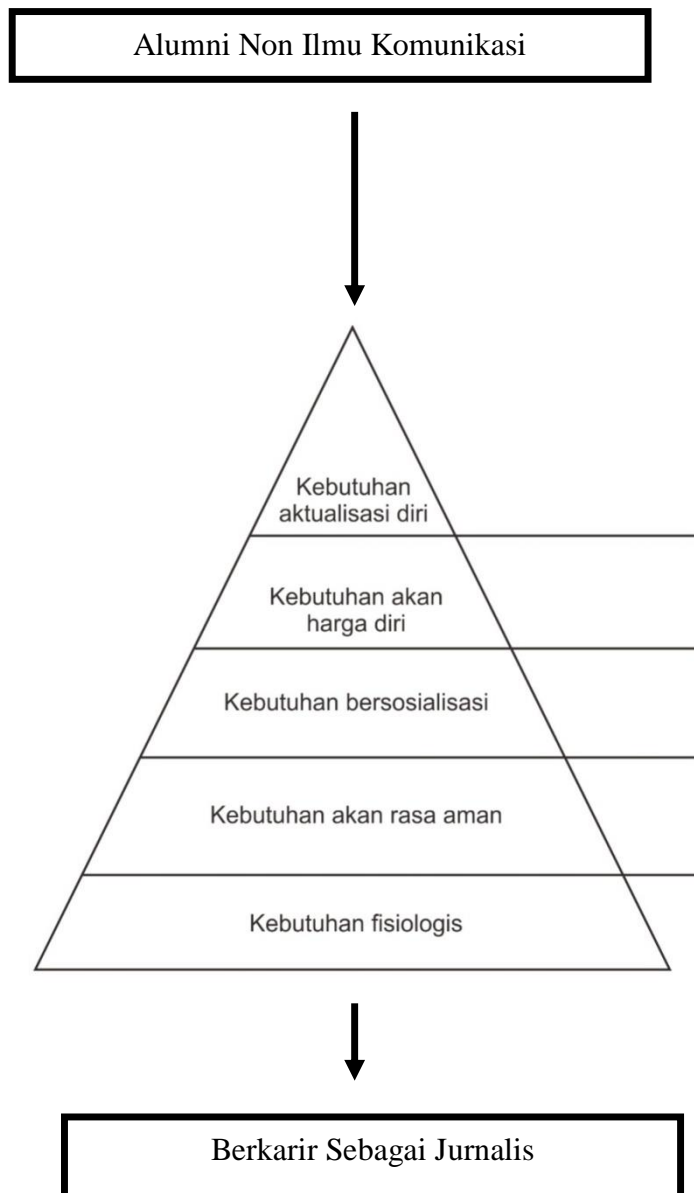 Alumni Non Ilmu Komunikasi
Kebutuhan
aktualisasi diri
Kebutuhan akan
harga diri
Kebutuhan bersosialisasi
Kebutuhan akan rasa aman
Kebutuhan fisiologis
Berkarir Sebagai Jurnalis